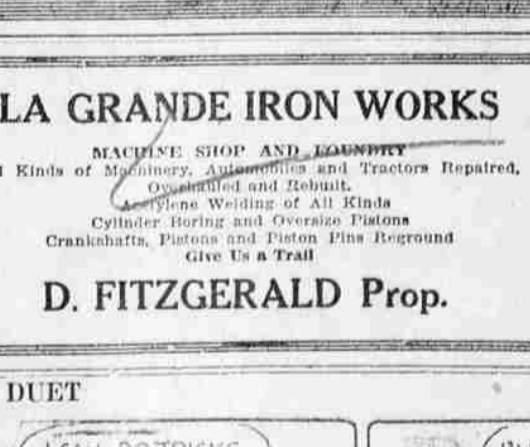 LA GRANDE IRON WORKS
MACHINE SHOP AND FOUNDRY
Kinds of Machinery, Automobiles and Tractors Repaired,
Overhauled and Rebuilt.
Acetylene Welding of All Kinds
Cylinder Boring and Oversize Pistons
Crankshafts, Pistons and Piston Pins Reground
Give Us a Trail
D. FITZGERALD Prop.
DUET